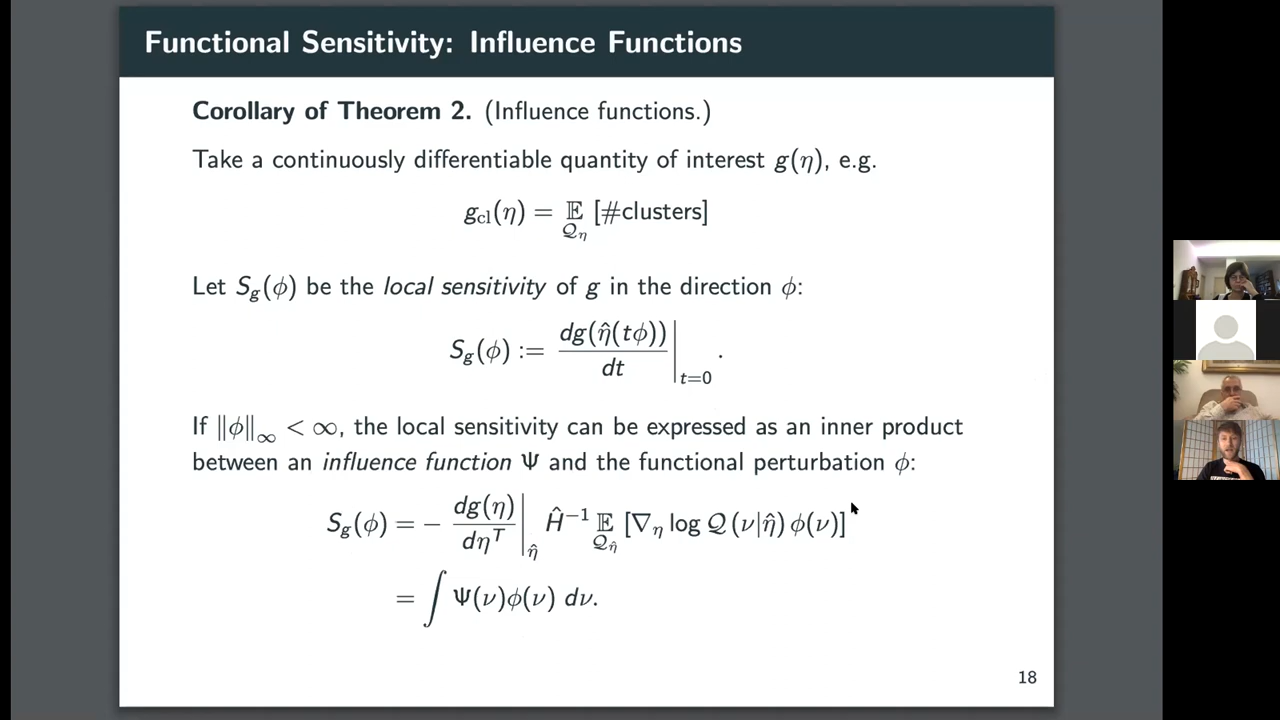 Functional Sensitivity: Influence Functions
Corollary of Theorem 2. (Influence functions.)
Take a continuously differentiable quantity of interest g(η), e.g.
g_cl(η) = 𝔼_{𝒬_η} [#clusters]
Let S_g(ϕ) be the local sensitivity of g in the direction ϕ:
S_g(ϕ) := dg(η̂(tϕ))/dt |_{t=0} .
If ‖ϕ‖_∞ < ∞, the local sensitivity can be expressed as an inner product
between an influence function Ψ and the functional perturbation ϕ:
S_g(ϕ) = − dg(η)/dη^T |_{η̂} Ĥ^{−1} 𝔼_{𝒬_η̂} [∇_η log 𝒬(ν|η̂) ϕ(ν)]
= ∫ Ψ(ν)ϕ(ν) dν.
18